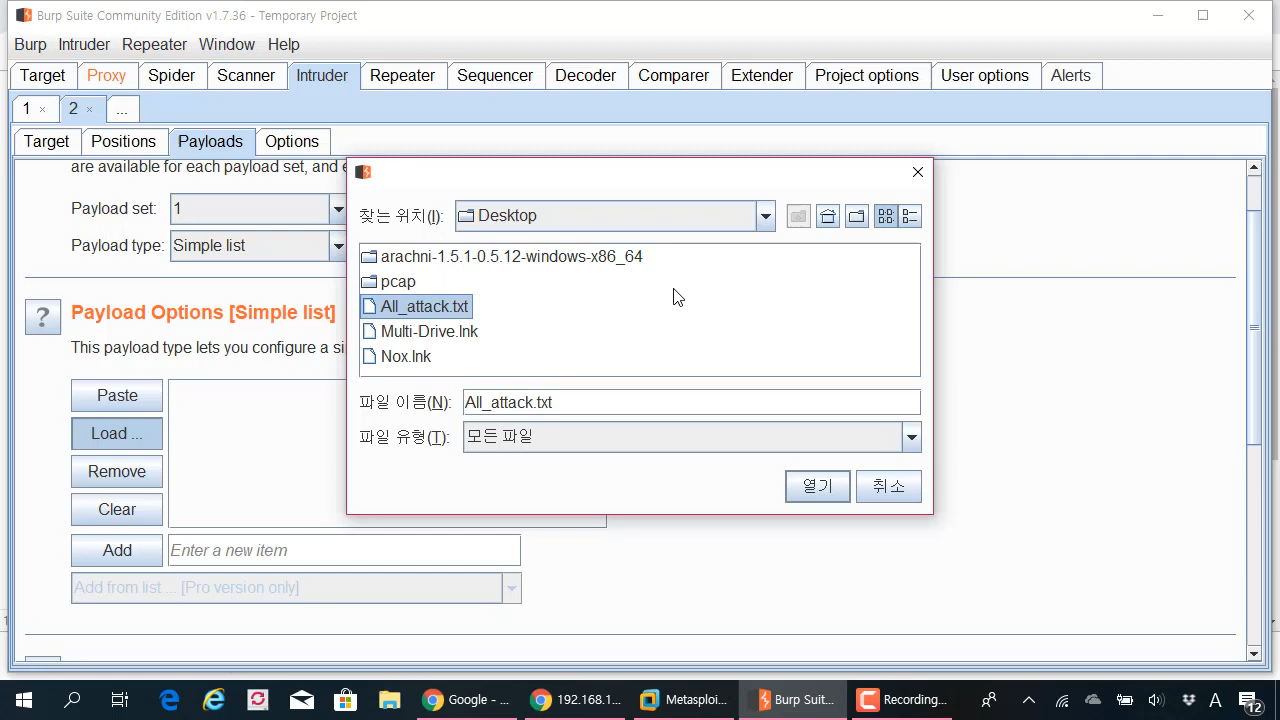 Burp Suite Community Edition v1.7.36 - Temporary Project
Burp Intruder Repeater Window Help
Target Proxy Spider Scanner Intruder Repeater Sequencer Decoder Comparer Extender Project options User options Alerts
1 × 2 × ...
Target Positions Payloads Options
are available for each payload set, and e
Payload set: 1
Payload type: Simple list
? Payload Options [Simple list]
This payload type lets you configure a si
Paste
Load ...
Remove
Clear
Add Enter a new item
Add from list ... [Pro version only]
찾는 위치(I): Desktop
arachni-1.5.1-0.5.12-windows-x86_64
pcap
All_attack.txt
Multi-Drive.lnk
Nox.lnk
파일 이름(N): All_attack.txt
파일 유형(T): 모든 파일
열기 취소
Google - ... 192.168.1... Metasploi... Burp Suit... Recording... A 12